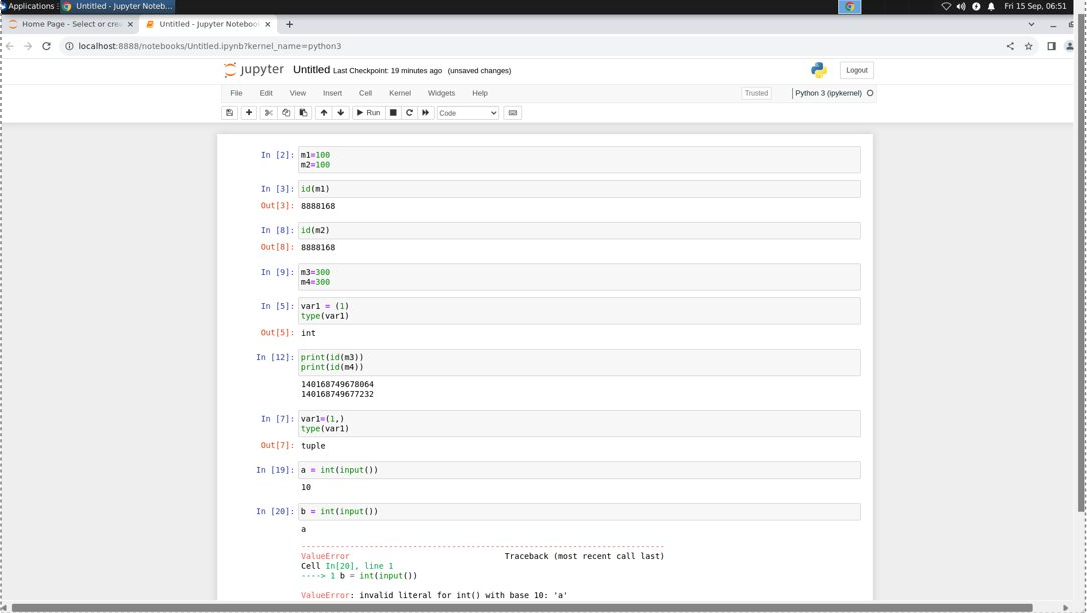 Applications
Untitled - Jupyter Noteb...
Fri 15 Sep, 06:51
Home Page - Select or cre
Untitled - Jupyter Notebook
localhost:8888/notebooks/Untitled.ipynb?kernel_name=python3
jupyter Untitled Last Checkpoint: 19 minutes ago (unsaved changes)
Logout
File Edit View Insert Cell Kernel Widgets Help
Trusted
Python 3 (ipykernel)
Run
Code
In [2]: m1=100
m2=100
In [3]: id(m1)
Out[3]: 8888168
In [8]: id(m2)
Out[8]: 8888168
In [9]: m3=300
m4=300
In [5]: var1 = (1)
type(var1)
Out[5]: int
In [12]: print(id(m3))
print(id(m4))
140168749678064
140168749677232
In [7]: var1=(1,)
type(var1)
Out[7]: tuple
In [19]: a = int(input())
10
In [20]: b = int(input())
a
---------------------------------------------------------------------------
ValueError Traceback (most recent call last)
Cell In[20], line 1
----> 1 b = int(input())
ValueError: invalid literal for int() with base 10: 'a'